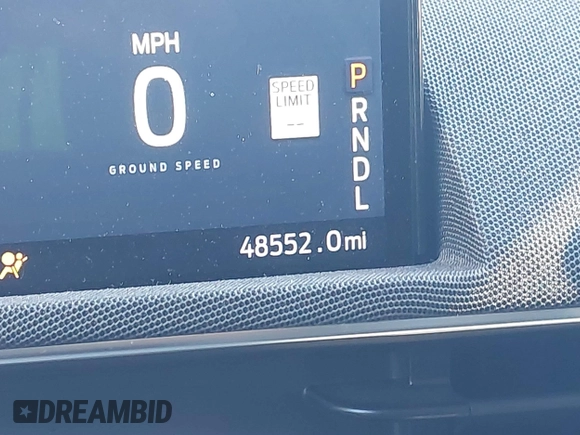 MPH
0
GROUND SPEED
SPEED
LIMIT
--
P
R
N
D
L
48552.0mi
DREAMBID